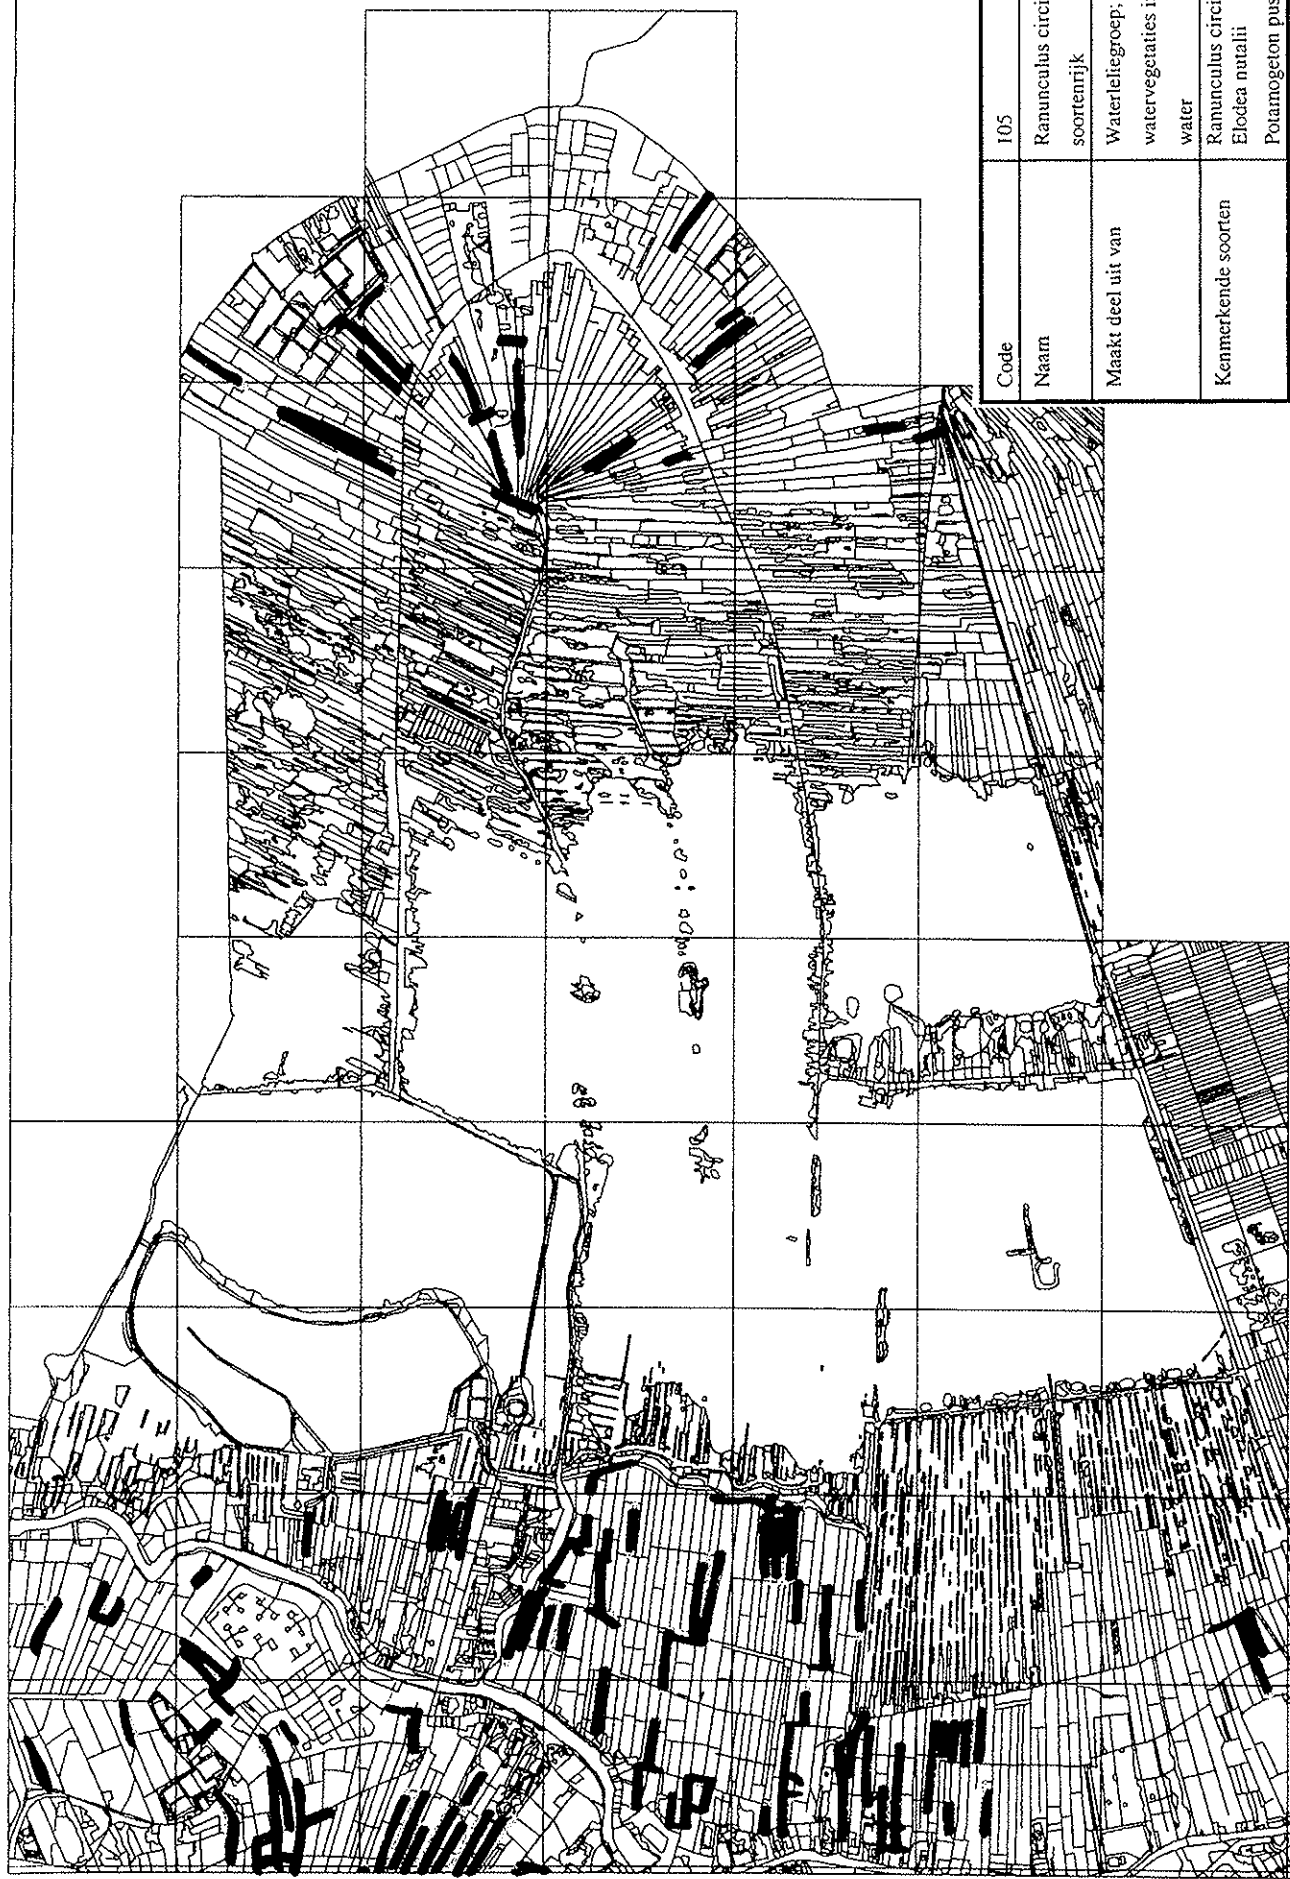 Code 105
Naam Ranunculus circi
soortenrijk
Maakt deel uit van Waterleliegroep;
watervegetaties i
water
Kenmerkende soorten Ranunculus circi
Elodea nutalii
Potamogeton pus